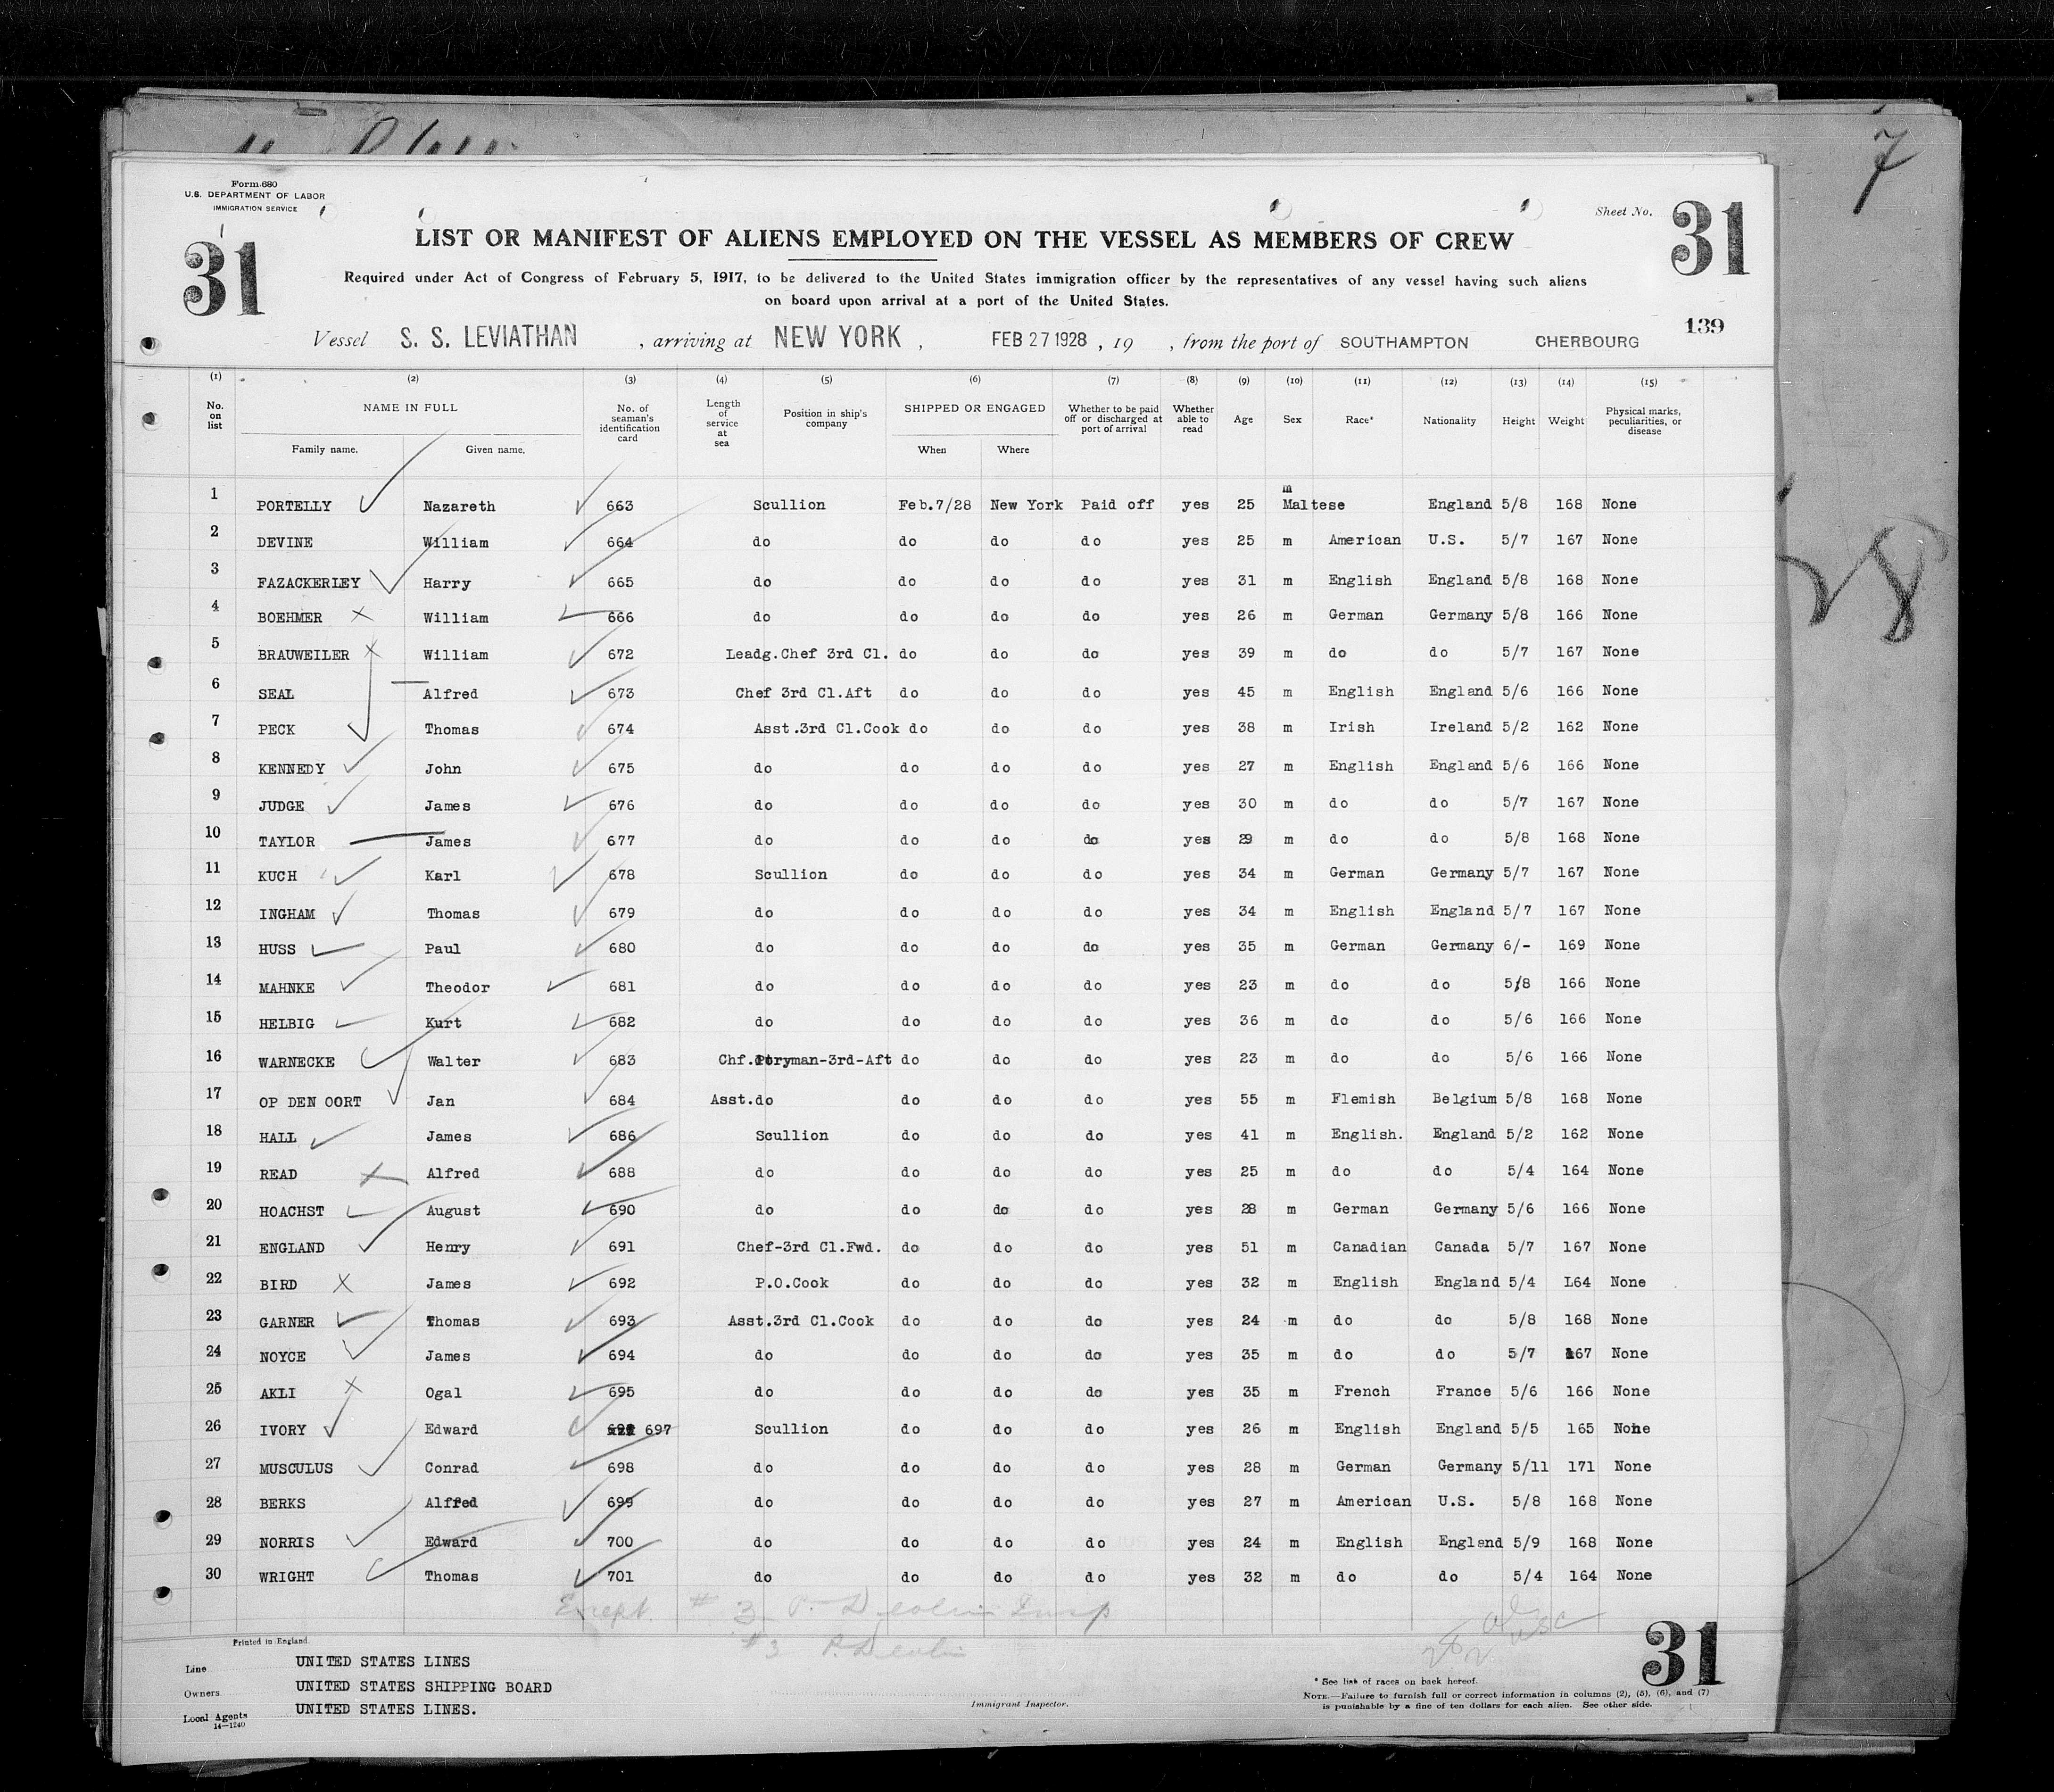 7
28
Form 680
U.S. DEPARTMENT OF LABOR
IMMIGRATION SERVICE
Sheet No. 31
31
LIST OR MANIFEST OF ALIENS EMPLOYED ON THE VESSEL AS MEMBERS OF CREW
Required under Act of Congress of February 5, 1917, to be delivered to the United States immigration officer by the representatives of any vessel having such aliens
on board upon arrival at a port of the United States.
139
Vessel S. S. LEVIATHAN , arriving at NEW YORK , FEB 27 1928 , 19 , from the port of SOUTHAMPTON CHERBOURG
(1) (2) (3) (4) (5) (6) (7) (8) (9) (10) (11) (12) (13) (14) (15)
No. on list NAME IN FULL Family name. Given name. No. of seaman's identification card Length of service at sea Position in ship's company SHIPPED OR ENGAGED When Where Whether to be paid off or discharged at port of arrival Whether able to read Age Sex Race* Nationality Height Weight Physical marks, peculiarities, or disease
1 PORTELLY Nazareth 663 Scullion Feb.7/28 New York Paid off yes 25 m Maltese England 5/8 168 None
2 DEVINE William 664 do do do do yes 25 m American U.S. 5/7 167 None
3 FAZACKERLEY Harry 665 do do do do yes 31 m English England 5/8 168 None
4 BOEHMER William 666 do do do do yes 26 m German Germany 5/8 166 None
5 BRAUWEILER William 672 Leadg.Chef 3rd Cl. do do do yes 39 m do do 5/7 167 None
6 SEAL Alfred 673 Chef 3rd Cl.Aft do do do yes 45 m English England 5/6 166 None
7 PECK Thomas 674 Asst.3rd Cl.Cook do do do yes 38 m Irish Ireland 5/2 162 None
8 KENNEDY John 675 do do do do yes 27 m English England 5/6 166 None
9 JUDGE James 676 do do do do yes 30 m do do 5/7 167 None
10 TAYLOR James 677 do do do do yes 29 m do do 5/8 168 None
11 KUCH Karl 678 Scullion do do do yes 34 m German Germany 5/7 167 None
12 INGHAM Thomas 679 do do do do yes 34 m English England 5/7 167 None
13 HUSS Paul 680 do do do do yes 35 m German Germany 6/- 169 None
14 MAHNKE Theodor 681 do do do do yes 23 m do do 5/8 166 None
15 HELBIG Kurt 682 do do do do yes 36 m do do 5/6 166 None
16 WARNECKE Walter 683 Chf.Ptryman-3rd-Aft do do do yes 23 m do do 5/6 166 None
17 OP DEN OORT Jan 684 Asst.do do do do yes 55 m Flemish Belgium 5/8 168 None
18 HALL James 686 Scullion do do do yes 41 m English. England 5/2 162 None
19 READ Alfred 688 do do do do yes 25 m do do 5/4 164 None
20 HOACHST August 690 do do do do yes 28 m German Germany 5/6 166 None
21 ENGLAND Henry 691 Chef-3rd Cl.Fwd. do do do yes 51 m Canadian Canada 5/7 167 None
22 BIRD James 692 P.O.Cook do do do yes 32 m English England 5/4 L64 None
23 GARNER Thomas 693 Asst.3rd Cl.Cook do do do yes 24 m do do 5/8 168 None
24 NOYCE James 694 do do do do yes 35 m do do 5/7 167 None
25 AKLI Ogal 695 do do do do yes 35 m French France 5/6 166 None
26 IVORY Edward 697 Scullion do do do yes 26 m English England 5/5 165 None
27 MUSCULUS Conrad 698 do do do do yes 28 m German Germany 5/11 171 None
28 BERKS Alfred 699 do do do do yes 27 m American U.S. 5/8 168 None
29 NORRIS Edward 700 do do do do yes 24 m English England 5/9 168 None
30 WRIGHT Thomas 701 do do do do yes 32 m do do 5/4 164 None
Except # 3
# 3
Printed in England
31
Line UNITED STATES LINES
Owners UNITED STATES SHIPPING BOARD
Local Agents UNITED STATES LINES.
14—1240
Immigrant Inspector.
* See list of races on back hereof.
NOTE.—Failure to furnish full or correct information in columns (2), (5), (6), and (7)
is punishable by a fine of ten dollars for each alien. See other side.